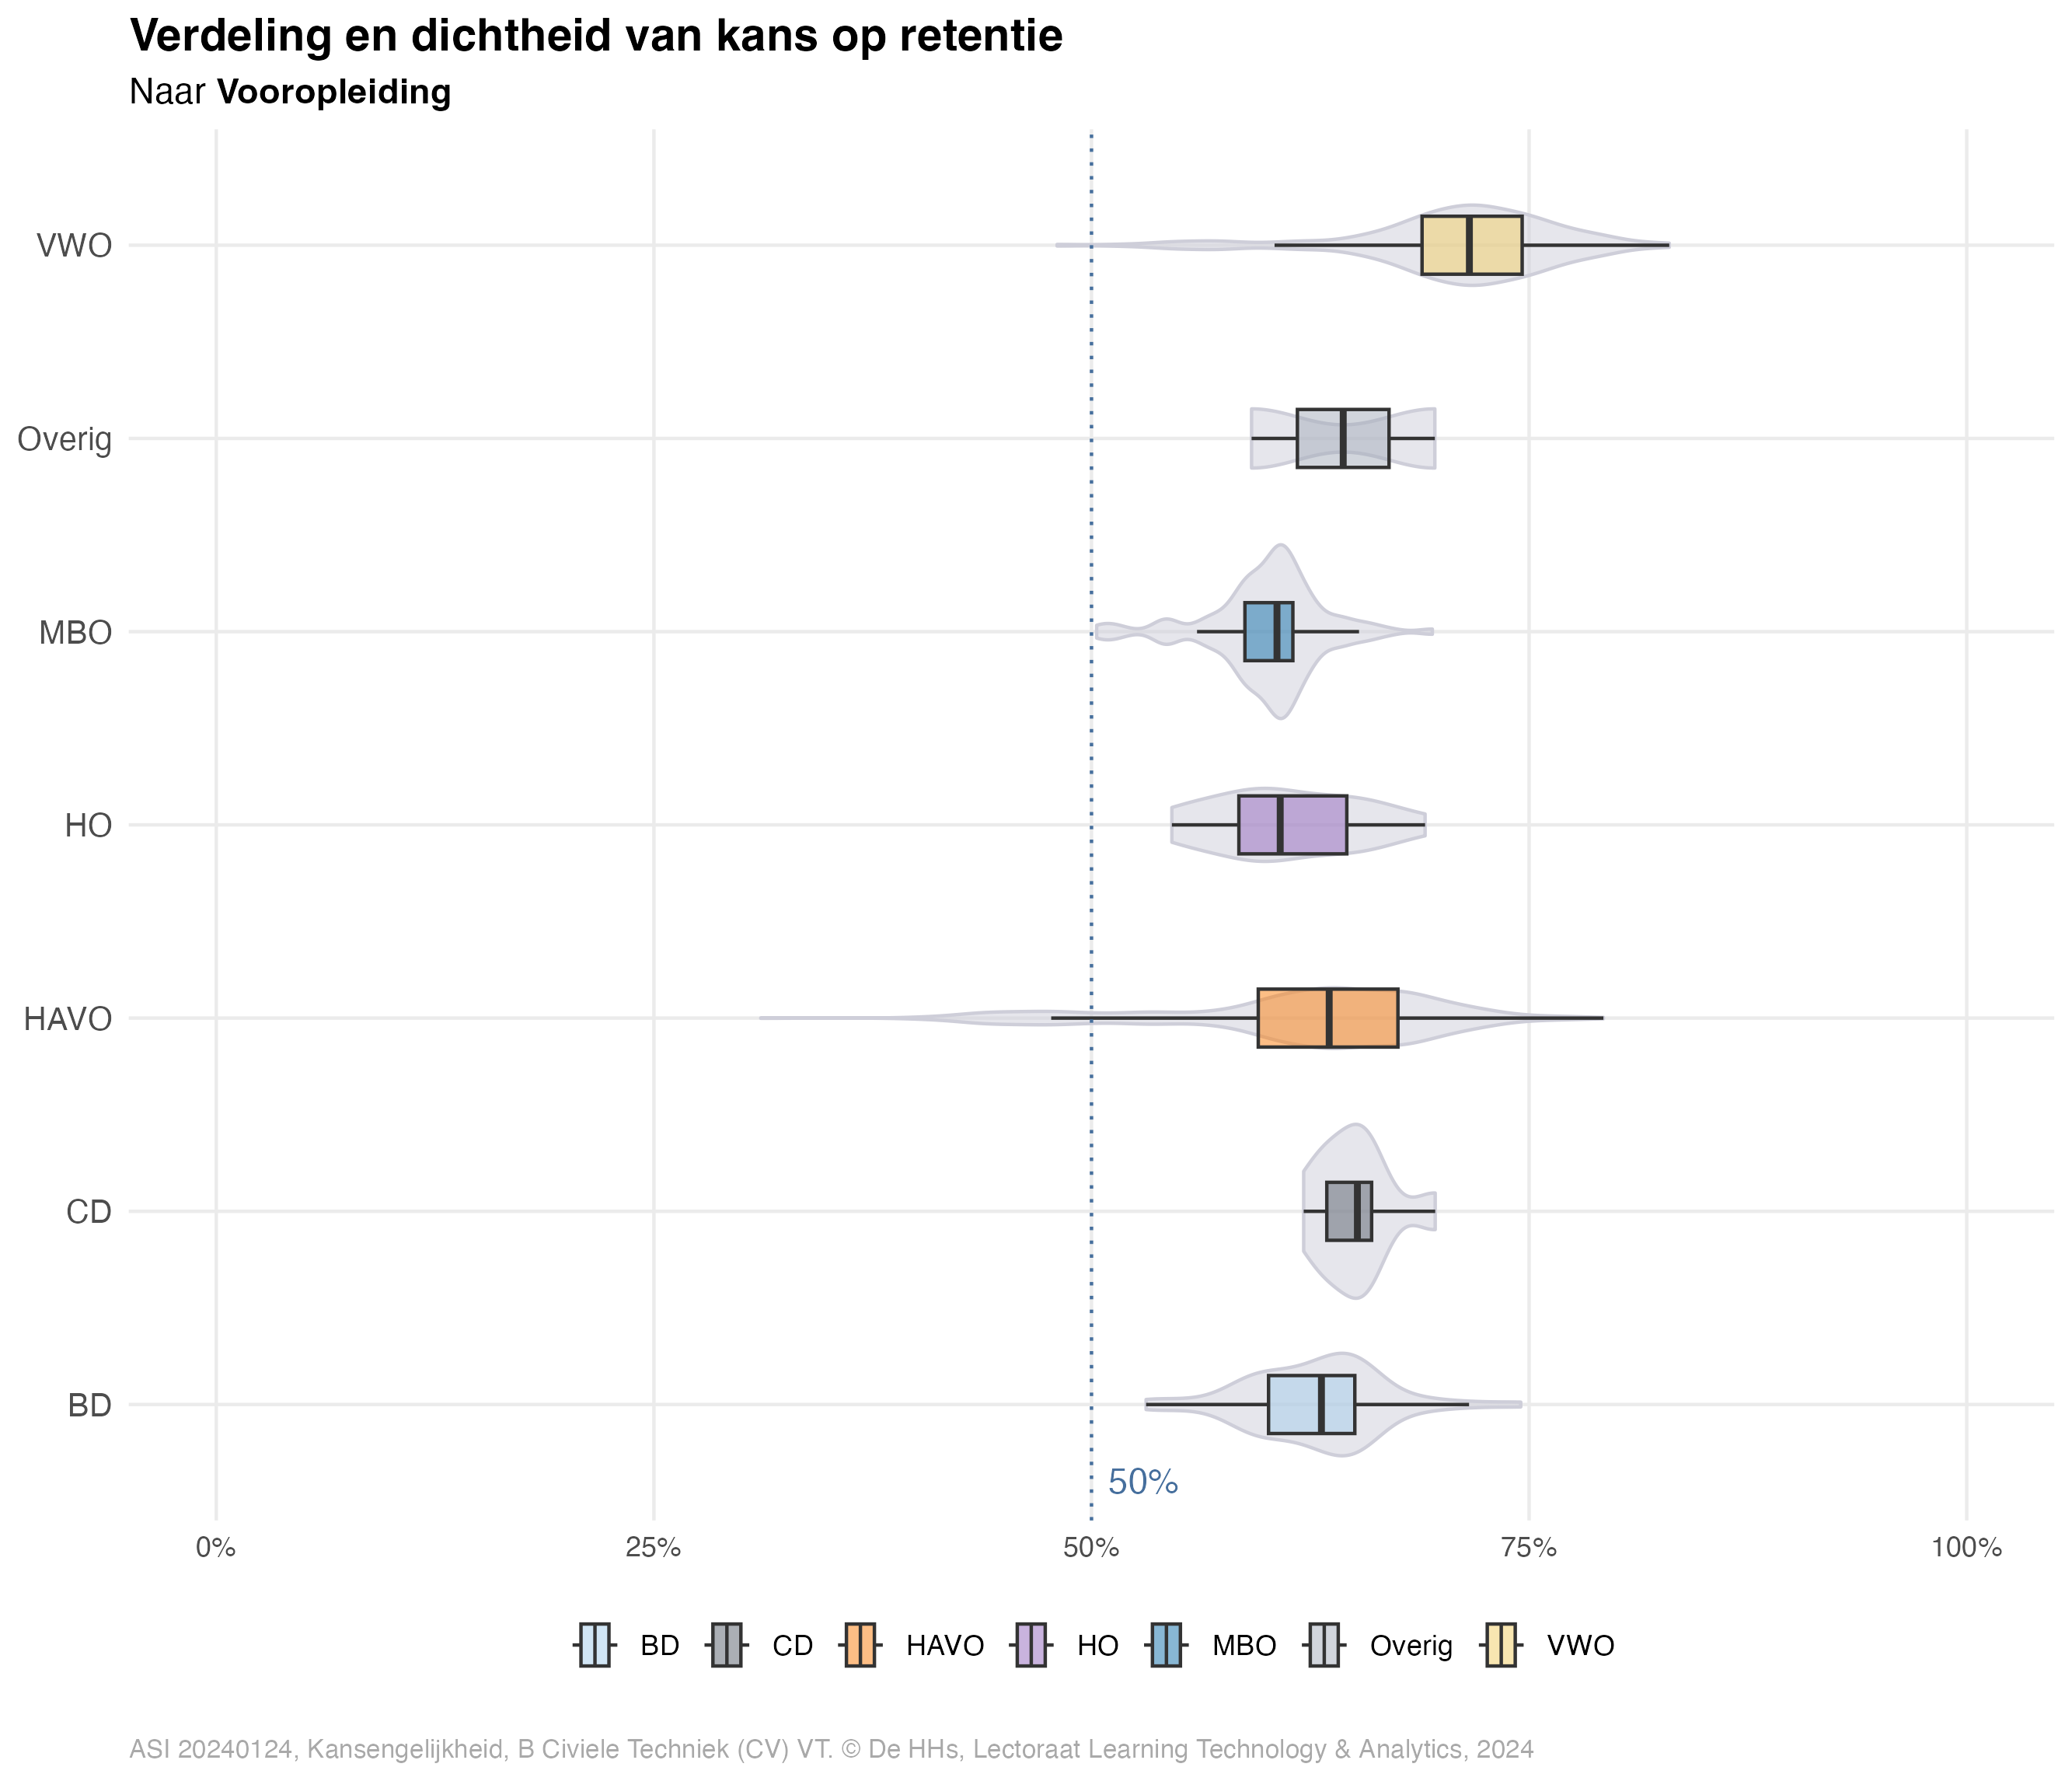 Verdeling en dichtheid van kans op retentie
Naar Vooropleiding
VWO
Overig
MBO
HO
HAVO
CD
BD
50%
0% 25% 50% 75% 100%
BD CD HAVO HO MBO Overig VWO
ASI 20240124, Kansengelijkheid, B Civiele Techniek (CV) VT. © De HHs, Lectoraat Learning Technology & Analytics, 2024